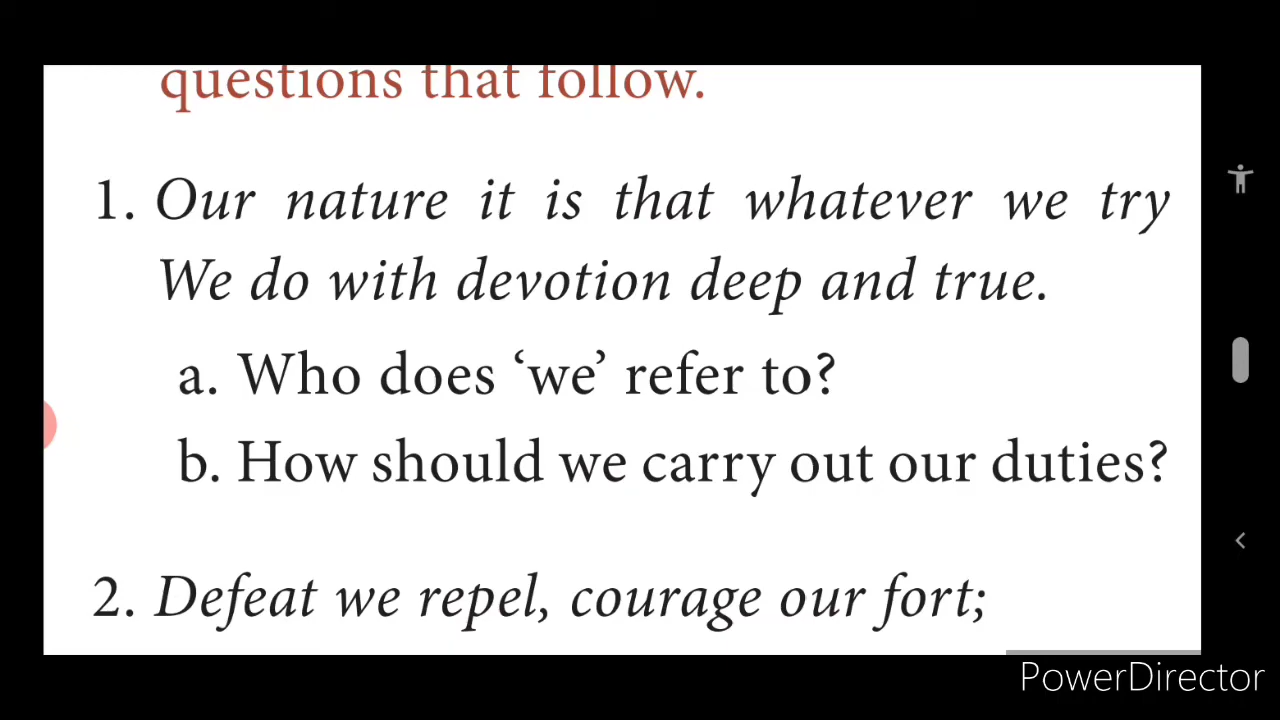 questions that follow.
1. Our nature it is that whatever we try
We do with devotion deep and true.
a. Who does ‘we’ refer to?
b. How should we carry out our duties?
2. Defeat we repel, courage our fort;
PowerDirector